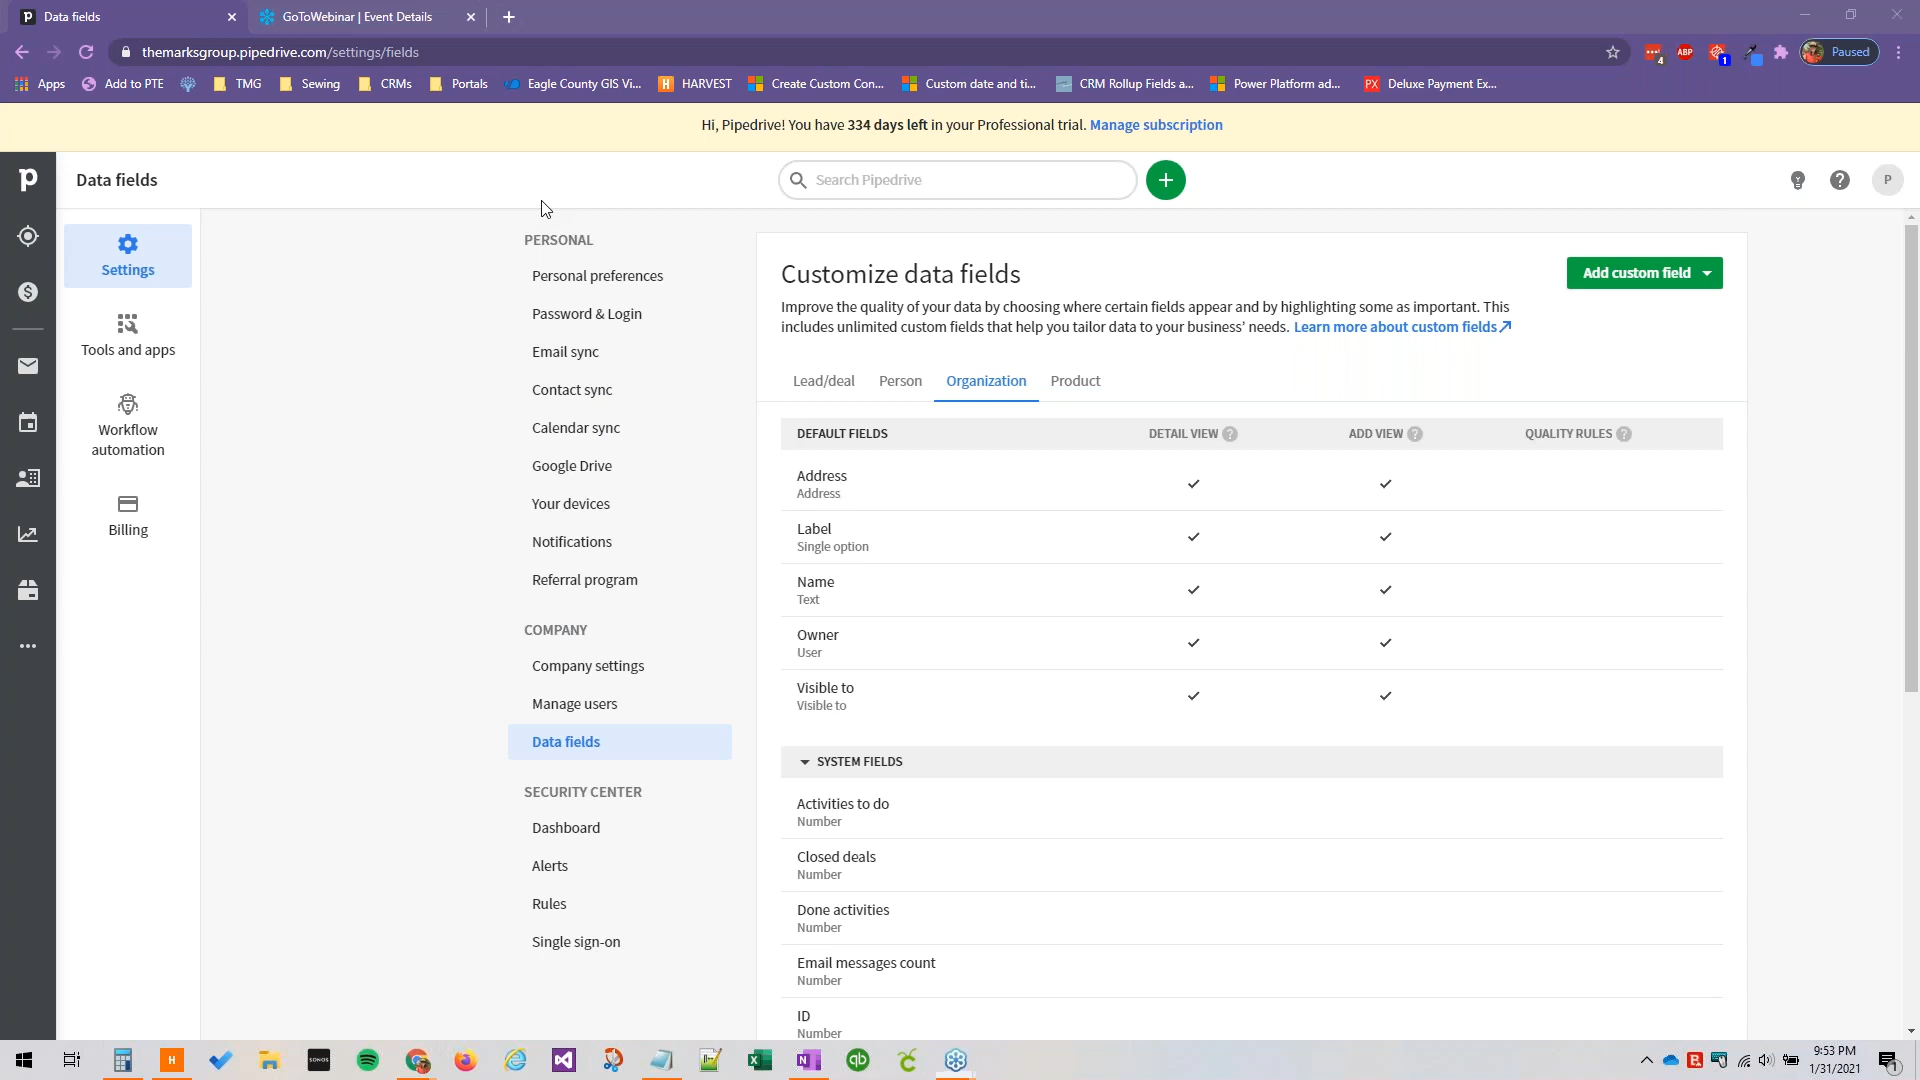 Data fields
GoToWebinar | Event Details
themarksgroup.pipedrive.com/settings/fields
4
ABP
1
Paused
Apps
Add to PTE
TMG
Sewing
CRMs
Portals
Eagle County GIS Vi...
HARVEST
Create Custom Con...
Custom date and ti...
CRM Rollup Fields a...
Power Platform ad...
PX
Deluxe Payment Ex...
Hi, Pipedrive! You have 334 days left in your Professional trial. Manage subscription
Data fields
Search Pipedrive
P
Settings
Tools and apps
Workflow
automation
Billing
PERSONAL
Personal preferences
Password & Login
Email sync
Contact sync
Calendar sync
Google Drive
Your devices
Notifications
Referral program
COMPANY
Company settings
Manage users
Data fields
SECURITY CENTER
Dashboard
Alerts
Rules
Single sign-on
Customize data fields
Add custom field
Improve the quality of your data by choosing where certain fields appear and by highlighting some as important. This
includes unlimited custom fields that help you tailor data to your business’ needs. Learn more about custom fields
Lead/deal
Person
Organization
Product
DEFAULT FIELDS
DETAIL VIEW
ADD VIEW
QUALITY RULES
Address
Address
Label
Single option
Name
Text
Owner
User
Visible to
Visible to
SYSTEM FIELDS
Activities to do
Number
Closed deals
Number
Done activities
Number
Email messages count
Number
ID
Number
H
SONOS
9:53 PM
1/31/2021
1